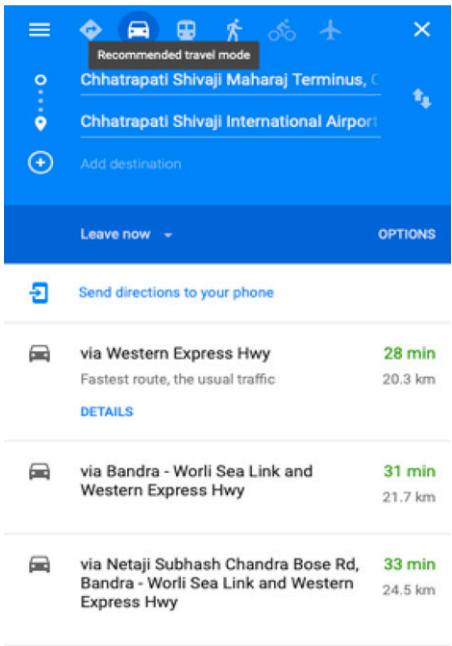 Recommended travel mode
Chhatrapati Shivaji Maharaj Terminus,
Chhatrapati Shivaji International Airport
Add destination
Leave now
OPTIONS
Send directions to your phone
via Western Express Hwy
28 min
Fastest route, the usual traffic
20.3 km
DETAILS
via Bandra - Worli Sea Link and
Western Express Hwy
31 min
21.7 km
via Netaji Subhash Chandra Bose Rd,
Bandra - Worli Sea Link and Western
Express Hwy
33 min
24.5 km